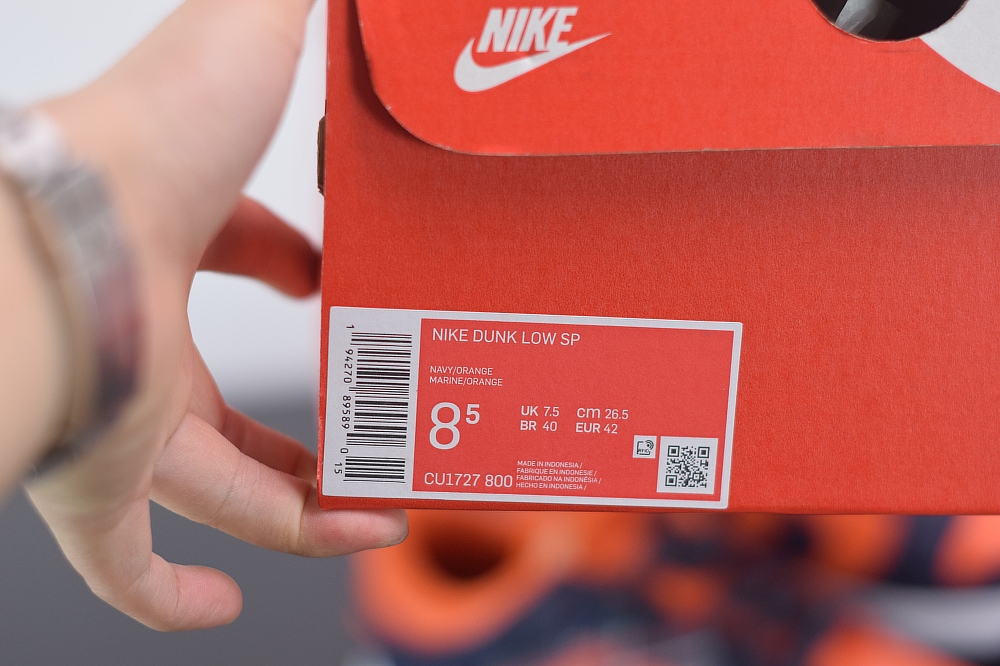 NIKE
NIKE DUNK LOW SP
NAVY/ORANGE
MARINE/ORANGE
8⁵
UK 7.5 cm 26.5
BR 40 EUR 42
CU1727 800
MADE IN INDONESIA /
FABRIQUE EN INDONESIE /
FABRICADO NA INDONÉSIA /
HECHO EN INDONESIA /
1 94270 89589 0 15